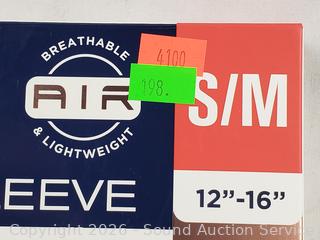 BREATHABLE
AIR
& LIGHTWEIGHT
4100
198.
S/M
EEVE
12”-16”
Copyright 2026 - Sound Auction Service